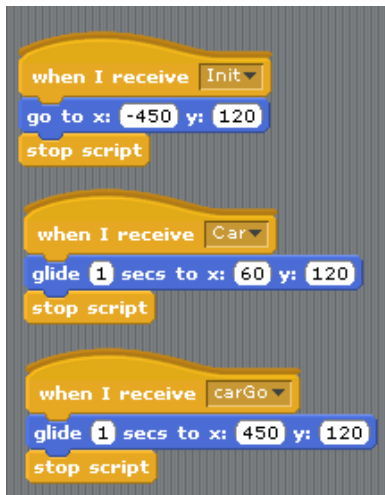 when I receive Init
go to x: -450 y: 120
stop script
when I receive Car
glide 1 secs to x: 60 y: 120
stop script
when I receive carGo
glide 1 secs to x: 450 y: 120
stop script